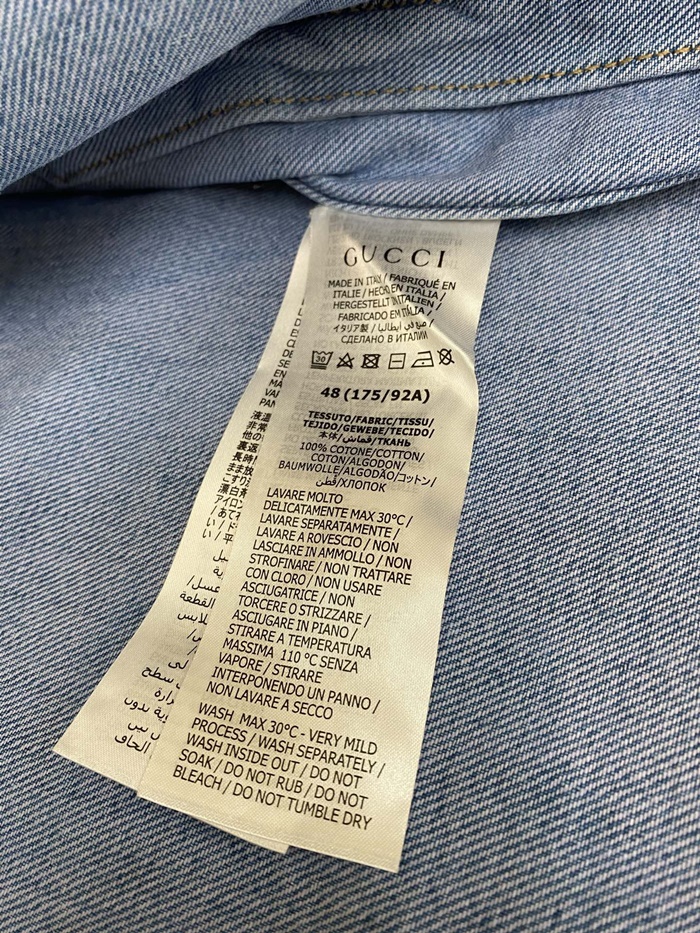 GUCCI
MADE IN ITALY / FABRIQUÉ EN
ITALIE / HECHO EN ITALIA /
HERGESTELLT IN ITALIEN /
FABRICADO EM ITÁLIA /
イタリア製 / صنع في ايطاليا /
СДЕЛАНО В ИТАЛИИ
30
48 (175/92A)
TESSUTO/FABRIC/TISSU/
TEJIDO/GEWEBE/TECIDO/
本体/قماش/ТКАНЬ
100% COTONE/COTTON/
COTON/ALGODON/
BAUMWOLLE/ALGODÃO/コットン/
قطن/ХЛОПОК
LAVARE MOLTO
DELICATAMENTE MAX 30°C /
LAVARE SEPARATAMENTE /
LAVARE A ROVESCIO / NON
LASCIARE IN AMMOLLO / NON
STROFINARE / NON TRATTARE
CON CLORO / NON USARE
ASCIUGATRICE / NON
TORCERE O STRIZZARE /
ASCIUGARE IN PIANO /
STIRARE A TEMPERATURA
MASSIMA 110 °C SENZA
VAPORE / STIRARE
INTERPONENDO UN PANNO /
NON LAVARE A SECCO
WASH MAX 30°C - VERY MILD
PROCESS / WASH SEPARATELY /
WASH INSIDE OUT / DO NOT
SOAK / DO NOT RUB / DO NOT
BLEACH / DO NOT TUMBLE DRY